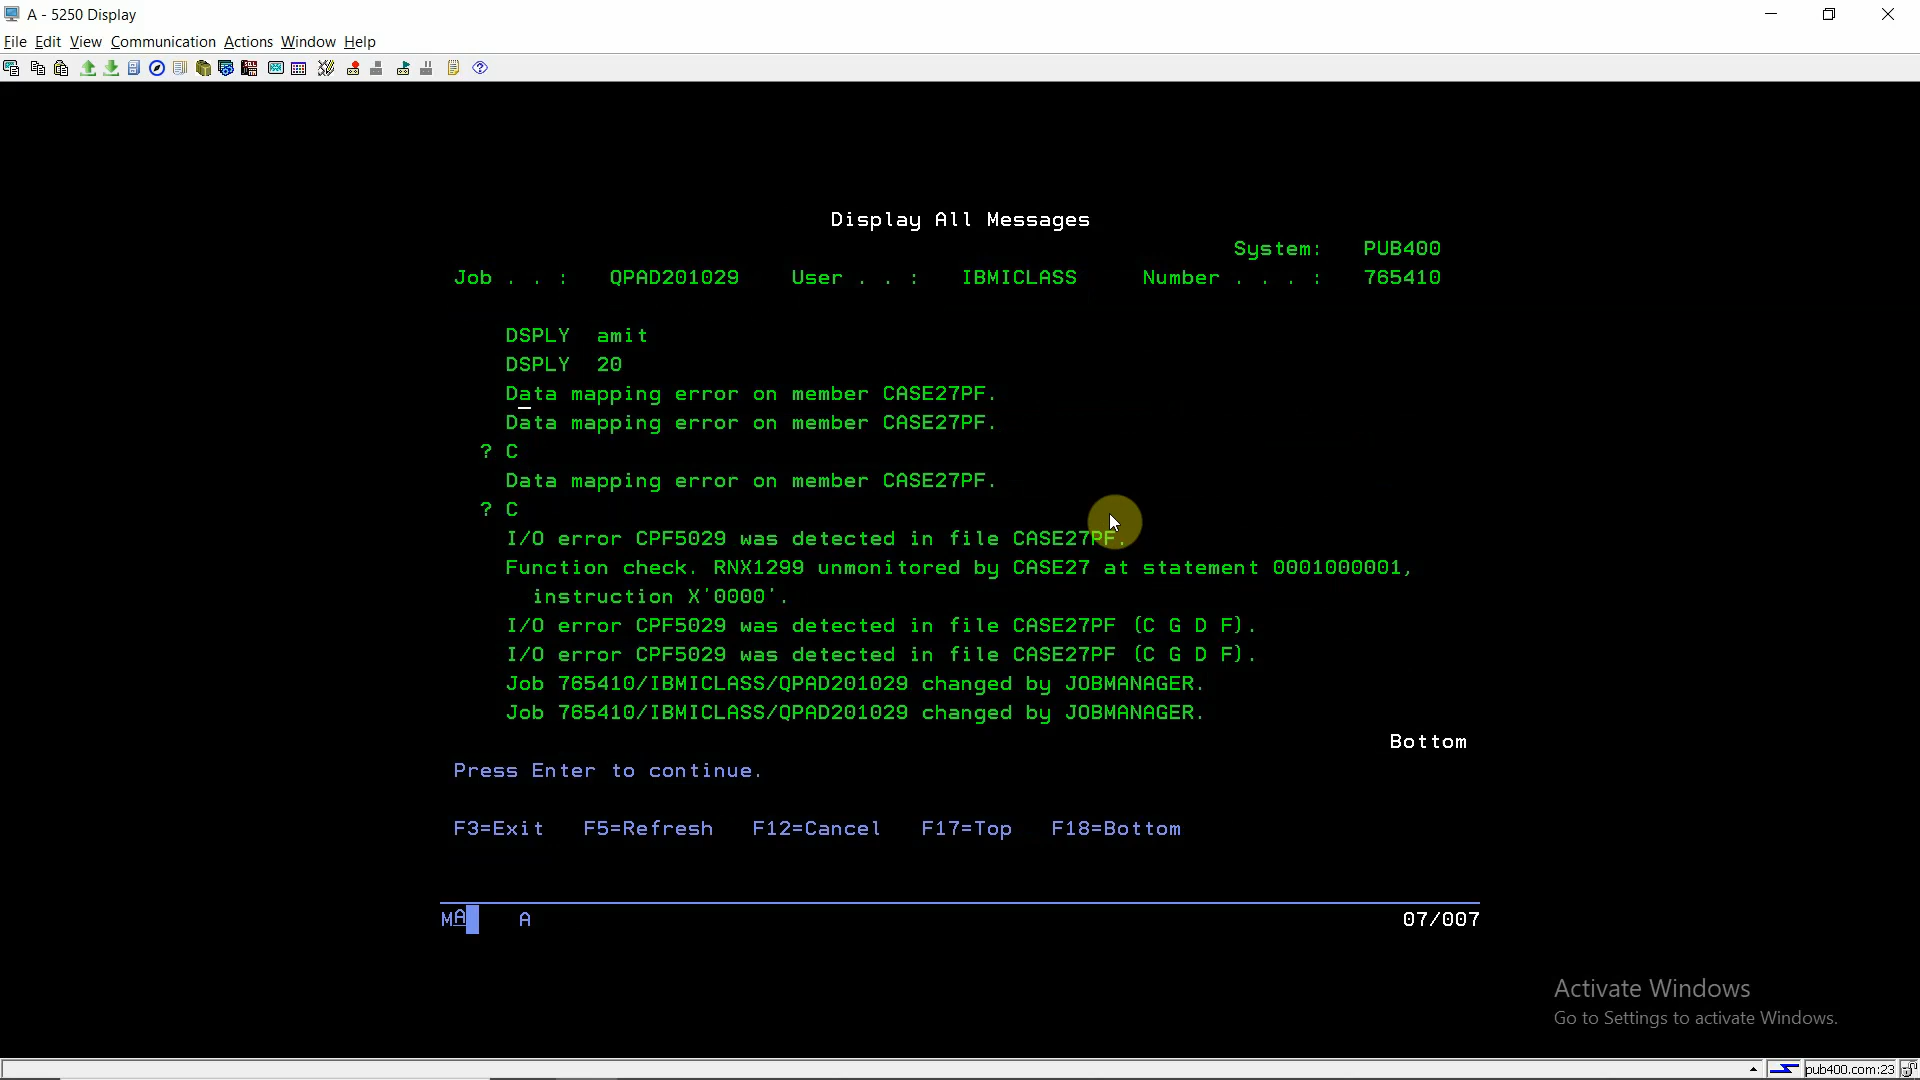 A - 5250 Display
File Edit View Communication Actions Window Help
Display All Messages
System: PUB400
Job . . : QPAD201029 User . . : IBMICLASS Number . . . : 765410
DSPLY amit
DSPLY 20
Data mapping error on member CASE27PF.
Data mapping error on member CASE27PF.
? C
Data mapping error on member CASE27PF.
? C
I/O error CPF5029 was detected in file CASE27PF.
Function check. RNX1299 unmonitored by CASE27 at statement 0001000001,
instruction X'0000'.
I/O error CPF5029 was detected in file CASE27PF (C G D F).
I/O error CPF5029 was detected in file CASE27PF (C G D F).
Job 765410/IBMICLASS/QPAD201029 changed by JOBMANAGER.
Job 765410/IBMICLASS/QPAD201029 changed by JOBMANAGER.
Bottom
Press Enter to continue.
F3=Exit F5=Refresh F12=Cancel F17=Top F18=Bottom
MA A 07/007
Activate Windows
Go to Settings to activate Windows.
pub400.com:23